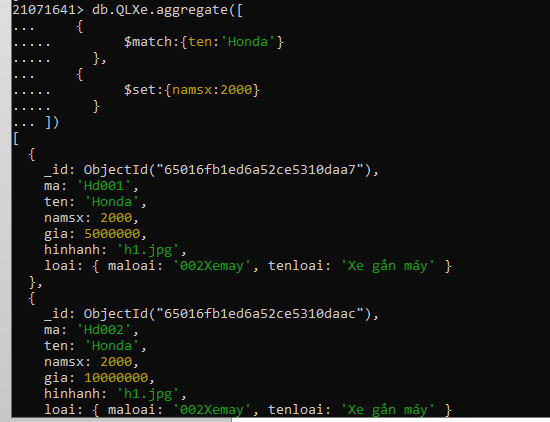 21071641> db.QLXe.aggregate([
... {
..... $match:{ten:'Honda'}
..... },
... {
..... $set:{namsx:2000}
..... }
... ])
[
{
_id: ObjectId("65016fb1ed6a52ce5310daa7"),
ma: 'Hd001',
ten: 'Honda',
namsx: 2000,
gia: 5000000,
hinhanh: 'h1.jpg',
loai: { maloai: '002Xemay', tenloai: 'Xe gắn máy' }
},
{
_id: ObjectId("65016fb1ed6a52ce5310daac"),
ma: 'Hd002',
ten: 'Honda',
namsx: 2000,
gia: 10000000,
hinhanh: 'h1.jpg',
loai: { maloai: '002Xemay', tenloai: 'Xe gắn máy' }